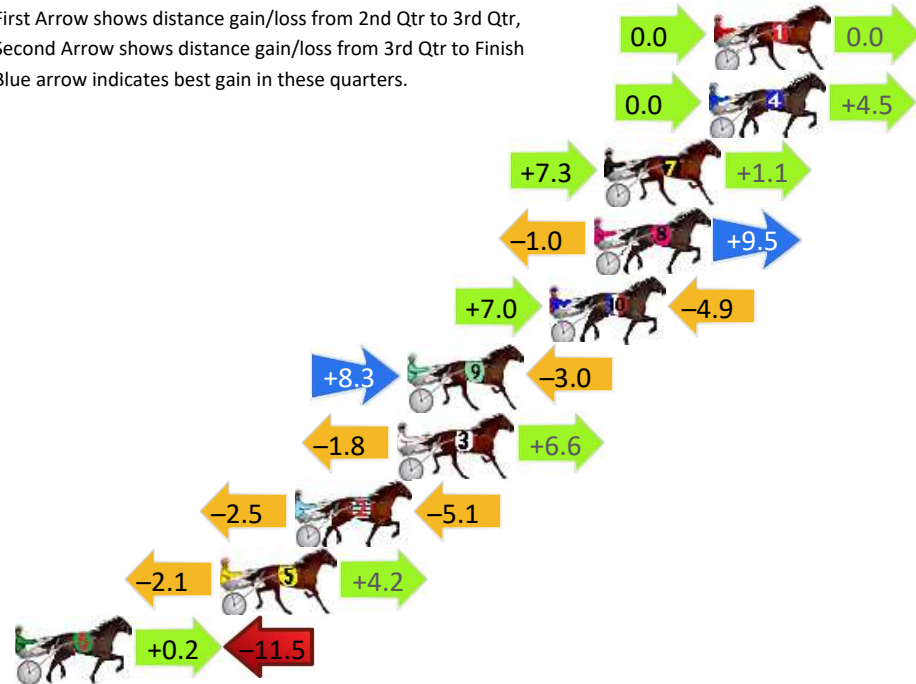 First Arrow shows distance gain/loss from 2nd Qtr to 3rd Qtr,
Second Arrow shows distance gain/loss from 3rd Qtr to Finish
Blue arrow indicates best gain in these quarters.
0.0 1 0.0
0.0 4 +4.5
+7.3 7 +1.1
–1.0 8 +9.5
+7.0 10 –4.9
+8.3 9 –3.0
–1.8 3 +6.6
–2.5 2 –5.1
–2.1 5 +4.2
6 +0.2 –11.5